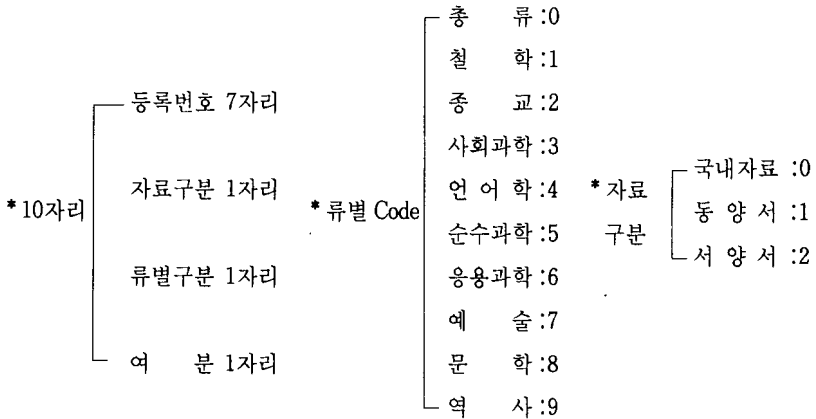 *10자리
등록번호 7자리
자료구분 1자리
류별구분 1자리
여 분 1자리
*류별 Code
총 류:0
철 학:1
종 교:2
사회과학:3
언 어 학:4
순수과학:5
응용과학:6
예 술:7
문 학:8
역 사:9
*자료
구분
국내자료:0
동 양 서:1
서 양 서:2